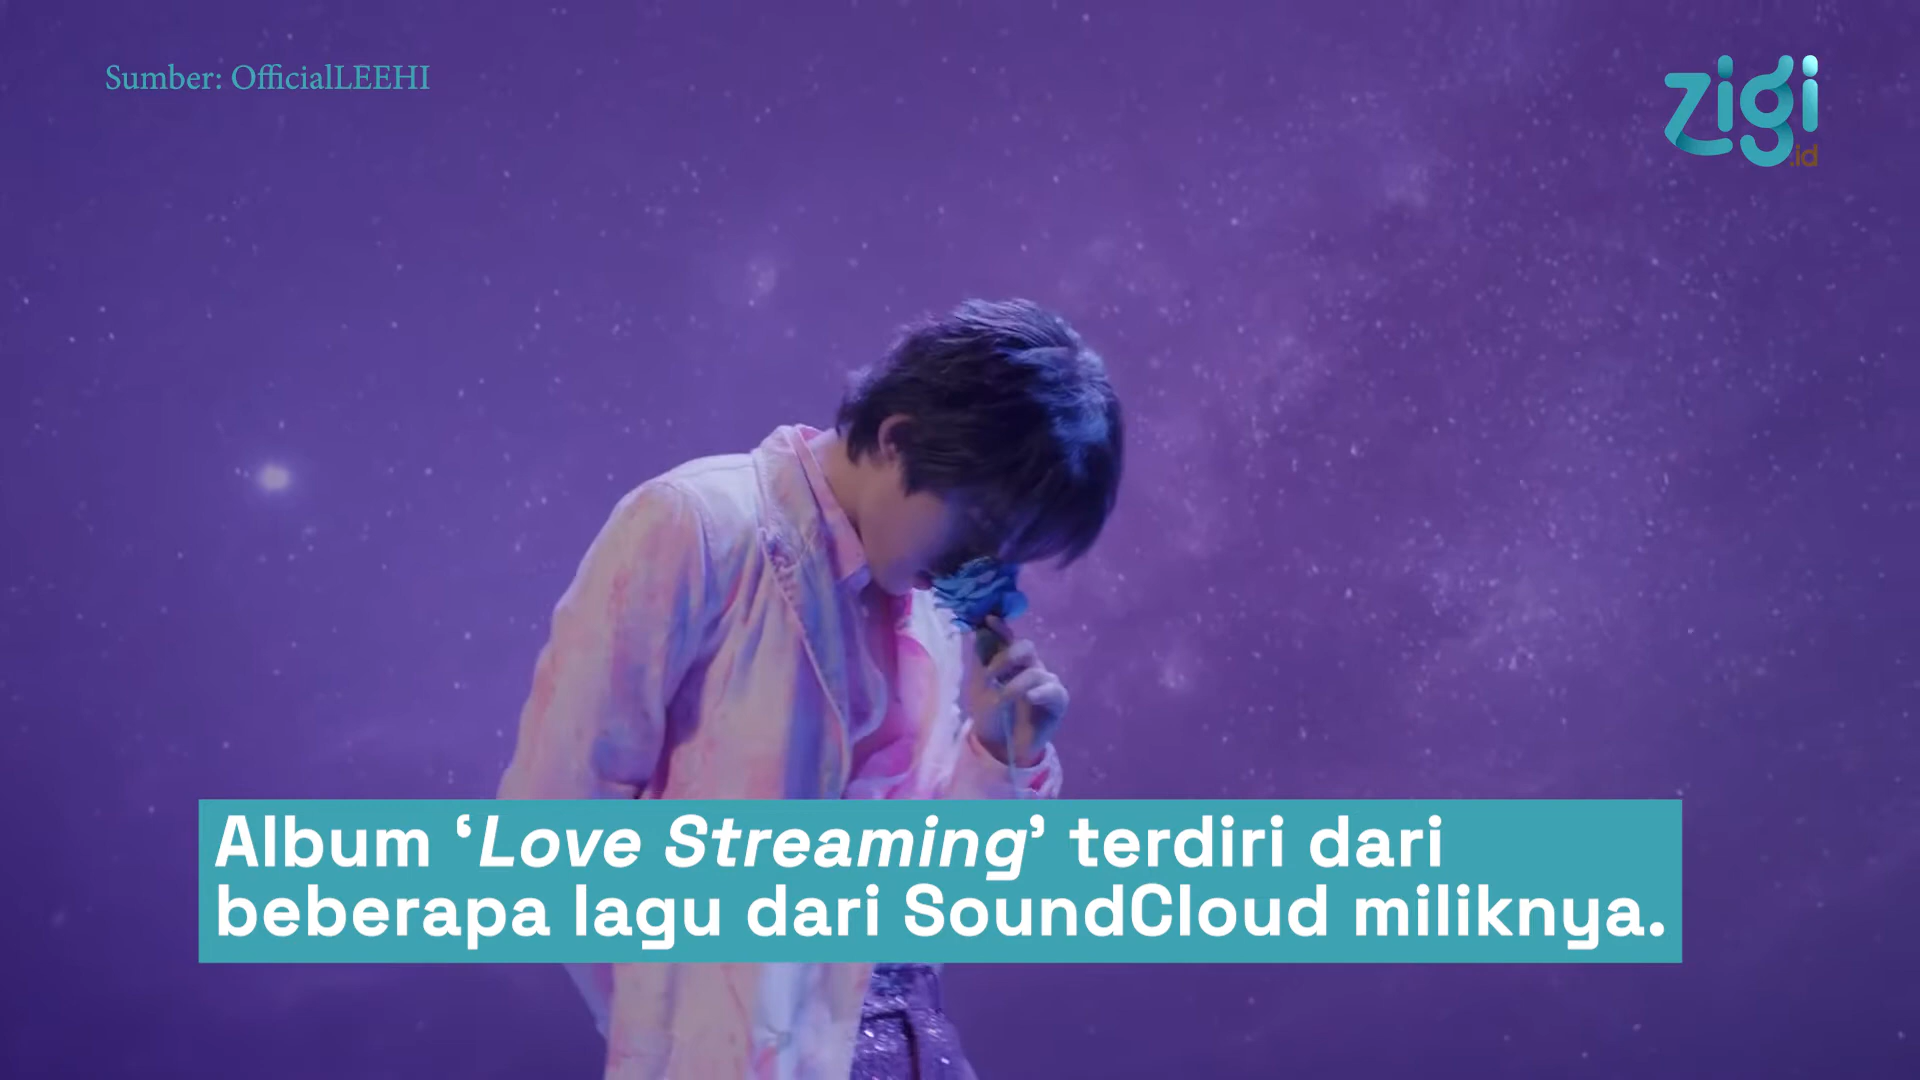 Sumber: OfficialLEEHI
zigi
.id
Album ‘Love Streaming’ terdiri dari
beberapa lagu dari SoundCloud miliknya.